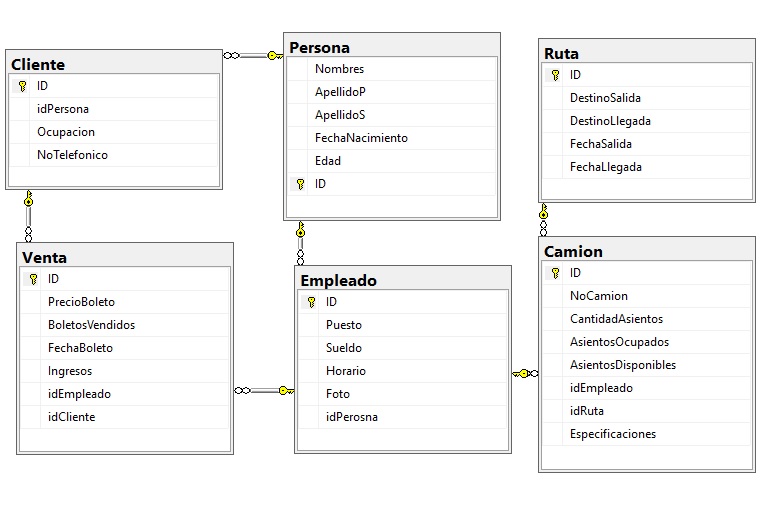 Cliente
ID
idPersona
Ocupacion
NoTelefonico
Persona
Nombres
ApellidoP
ApellidoS
FechaNacimiento
Edad
ID
Ruta
ID
DestinoSalida
DestinoLlegada
FechaSalida
FechaLlegada
Venta
ID
PrecioBoleto
BoletosVendidos
FechaBoleto
Ingresos
idEmpleado
idCliente
Empleado
ID
Puesto
Sueldo
Horario
Foto
idPerosna
Camion
ID
NoCamion
CantidadAsientos
AsientosOcupados
AsientosDisponibles
idEmpleado
idRuta
Especificaciones